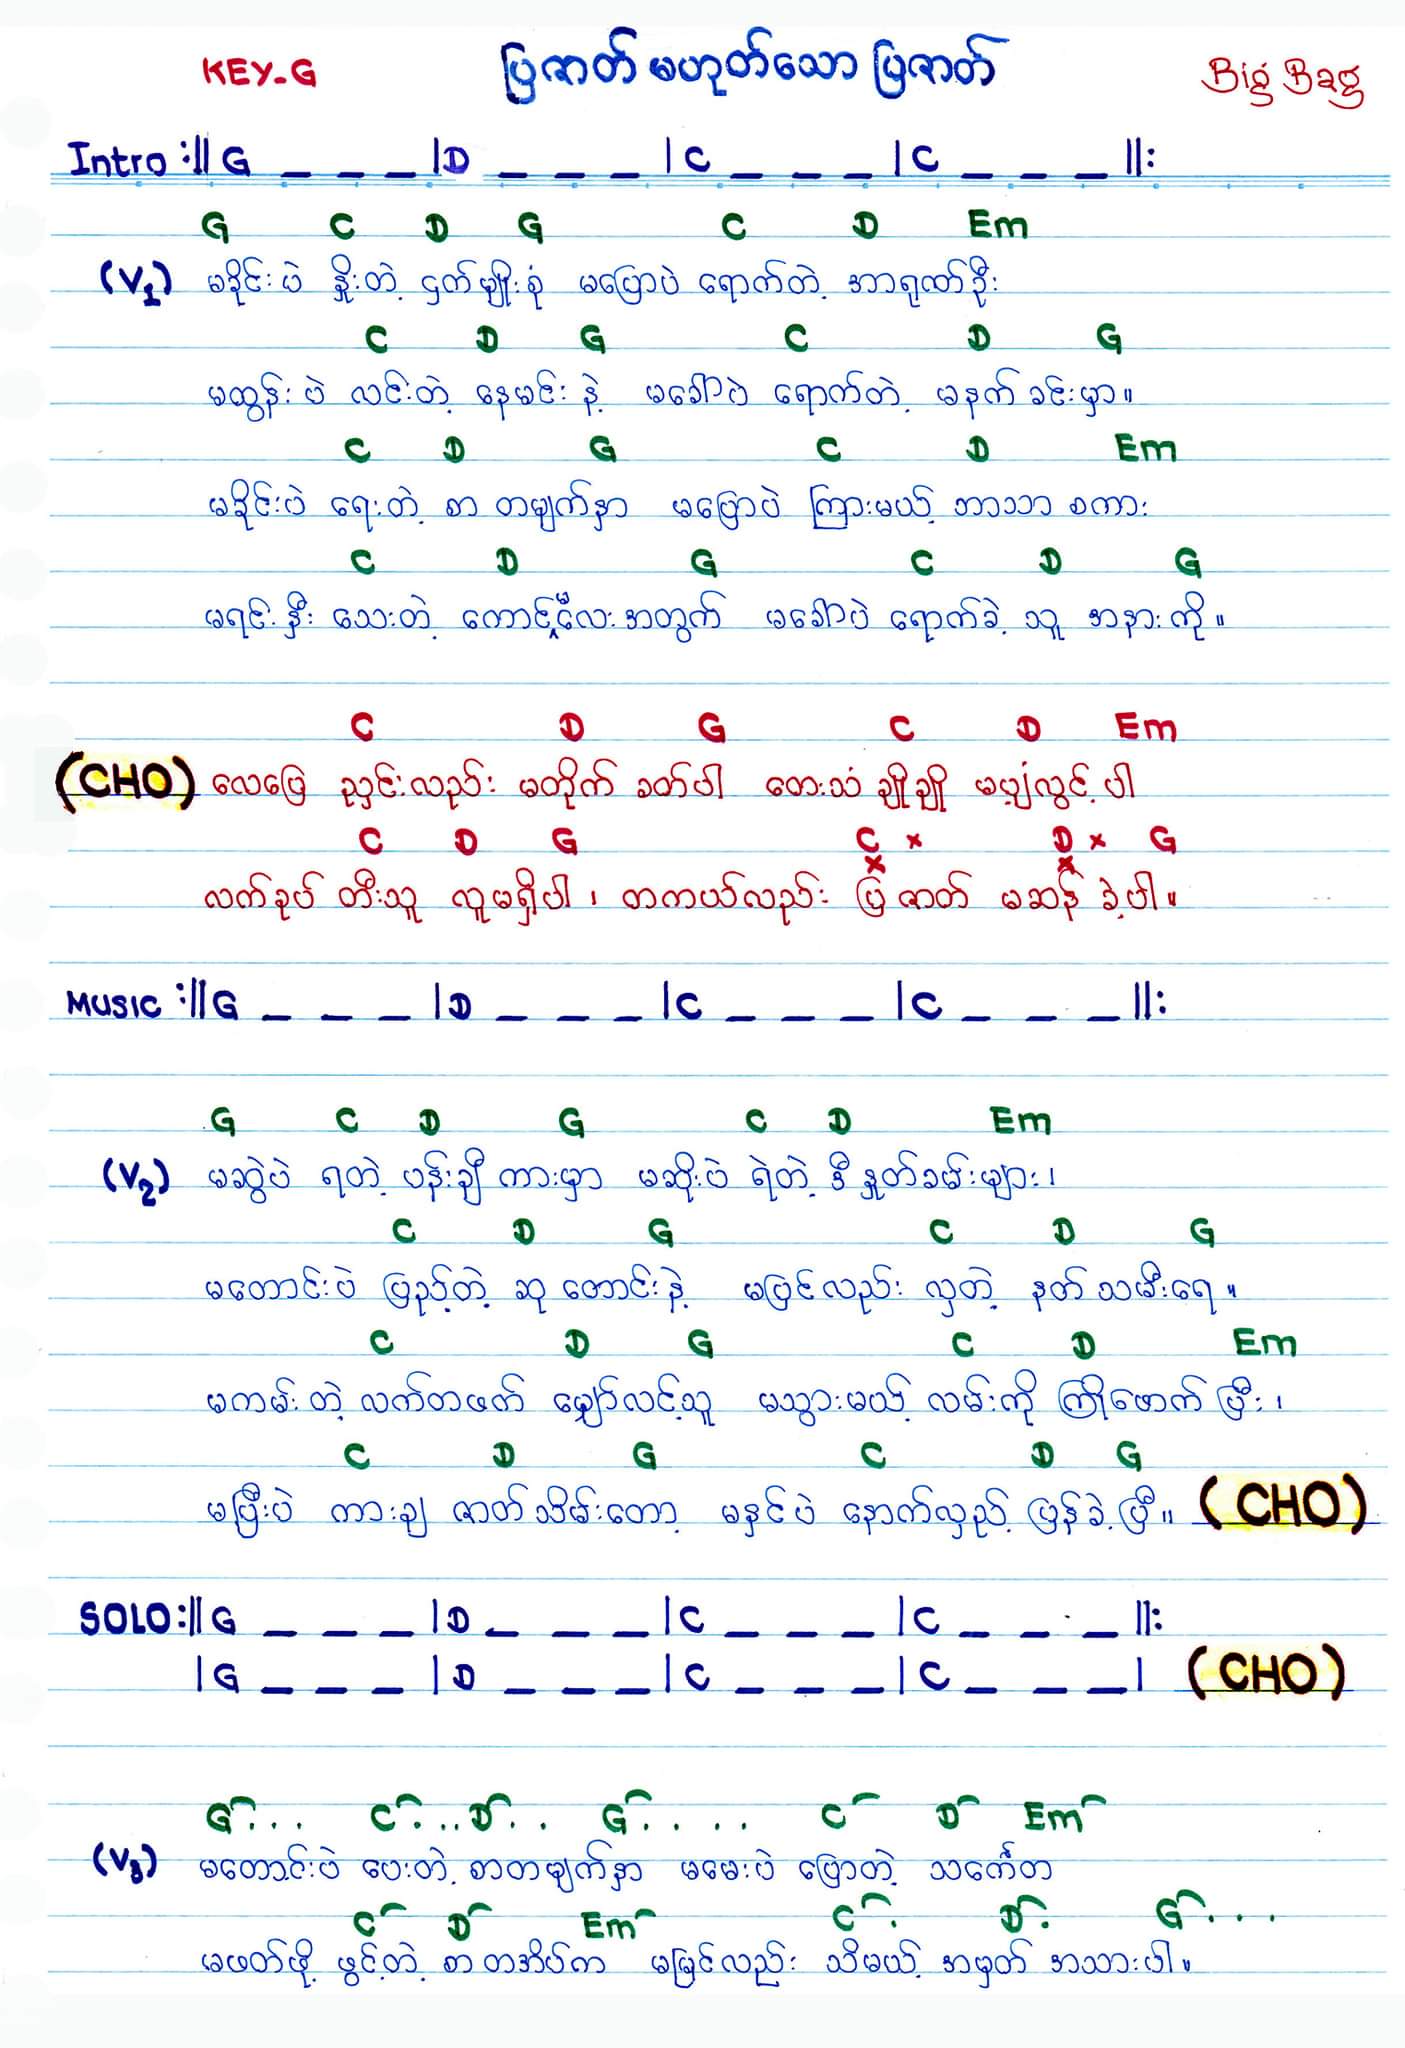 KEY-G ပြဇာတ် မဟုတ်သော ပြဇာတ် Big Bag
Intro :|| G _ _ _ | D _ _ _ | C _ _ _ | C _ _ _ ||:
G C D G C D Em
(V1) မခိုင်းပဲ နှိုးတဲ့ ငှက်မျိုးစုံ မပြောပဲ ရောက်တဲ့ အာရုဏ်ဦး
C D G C D G
မထွန်းပဲ လင်းတဲ့ နေမင်းနဲ့ မခေါ်ပဲ ရောက်တဲ့ မနက်ခင်းမှာ။
C D G C D Em
မခိုင်းပဲ ရေးတဲ့ စာ တမျက်နှာ မပြောပဲ ကြားမယ့် ဘာသာ စကား
C D G C D G
မရင်းနှီး သေးတဲ့ ကောင်မလေးအတွက် မခေါ်ပဲ ရောက်ခဲ့ သူ အနားကို။
C D G C D Em
(CHO) လေပြေ ညှင်းလည်း မတိုက်ခတ်ပါ တေးသံ ချိုချို မပျံ့လွင့်ပါ
C D G C × D × G
× ×
လက်ခုပ် တီးသူ လူမရှိပါ၊ တကယ်လည်း ပြဇာတ် မဆန်ခဲ့ပါ။
MUSIC :|| G _ _ _ | D _ _ _ | C _ _ _ | C _ _ _ ||:
G C D G C D Em
(V2) မဆွဲပဲ ရတဲ့ ပန်းချီကားမှာ မဆိုးပဲ ရဲတဲ့ ဒီ နှုတ်ခမ်းများ၊
C D G C D G
မတောင်းပဲ ပြည့်တဲ့ ဆုတောင်းနဲ့ မပြင်လည်း လှတဲ့ နတ်သမီးရေ။
C D G C D Em
မကမ်းတဲ့ လက်တဖက် မျှော်လင့်သူ မသွားမယ့် လမ်းကို ကြိုဖောက်ပြီး၊
C D G C D G
မပြီးပဲ ကားချ ဇာတ်သိမ်းတော့ မနှင်ပဲ နောက်လှည့် ပြန်ခဲ့ပြီ။ (CHO)
SOLO :|| G _ _ _ | D _ _ _ | C _ _ _ | C _ _ _ ||:
| G _ _ _ | D _ _ _ | C _ _ _ | C _ _ _ | (CHO)
G... C...D.. G.... C D Em
(V3) မတောင်းပဲ ပေးတဲ့ စာတမျက်နှာ မမေးပဲ ပြောတဲ့ သင်္ကေတ
C D Em C. D. G....
မဖတ်ဖို့ ဖွင့်တဲ့ စာတအိပ်က မမြင်လည်း သိမယ့် အမှတ် အသားပါ။